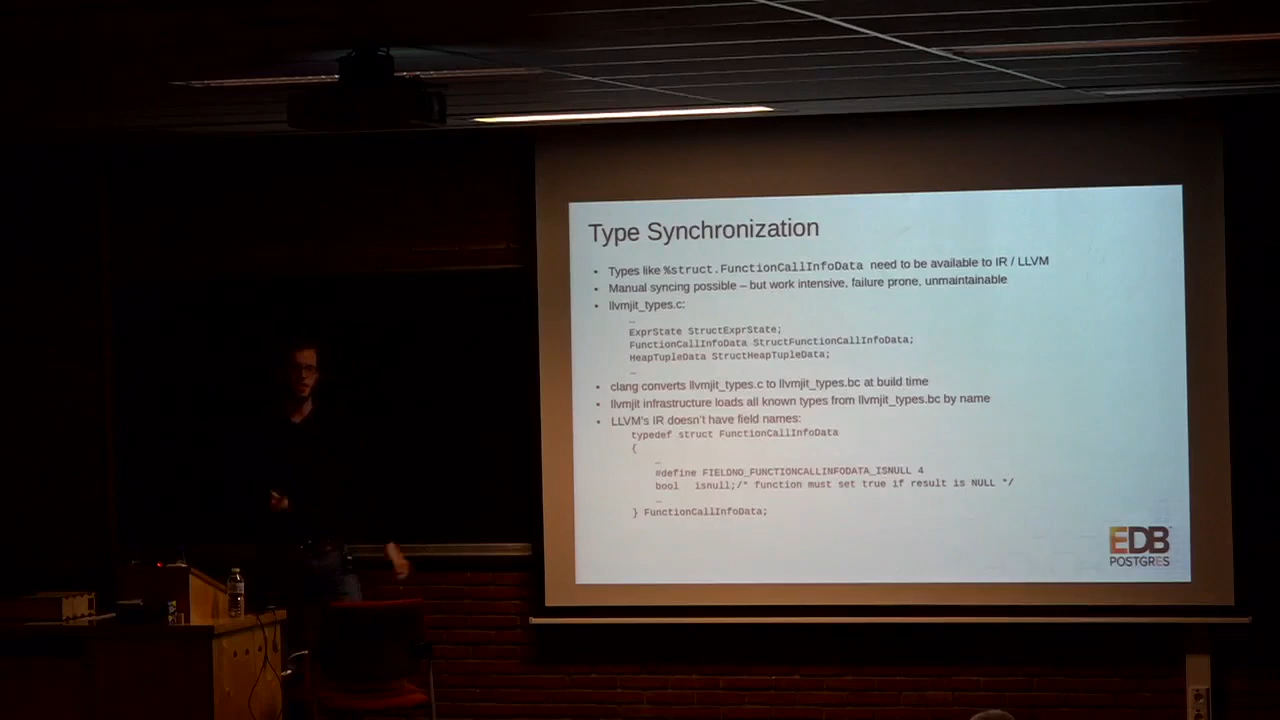 Type Synchronization
• Types like %struct.FunctionCallInfoData need to be available to IR / LLVM
• Manual syncing possible – but work intensive, failure prone, unmaintainable
• llvmjit_types.c:
…
ExprState StructExprState;
FunctionCallInfoData StructFunctionCallInfoData;
HeapTupleData StructHeapTupleData;
…
• clang converts llvmjit_types.c to llvmjit_types.bc at build time
• llvmjit infrastructure loads all known types from llvmjit_types.bc by name
• LLVM's IR doesn't have field names:
typedef struct FunctionCallInfoData
{
…
#define FIELDNO_FUNCTIONCALLINFODATA_ISNULL 4
bool isnull;/* function must set true if result is NULL */
…
} FunctionCallInfoData;
EDB
POSTGRES